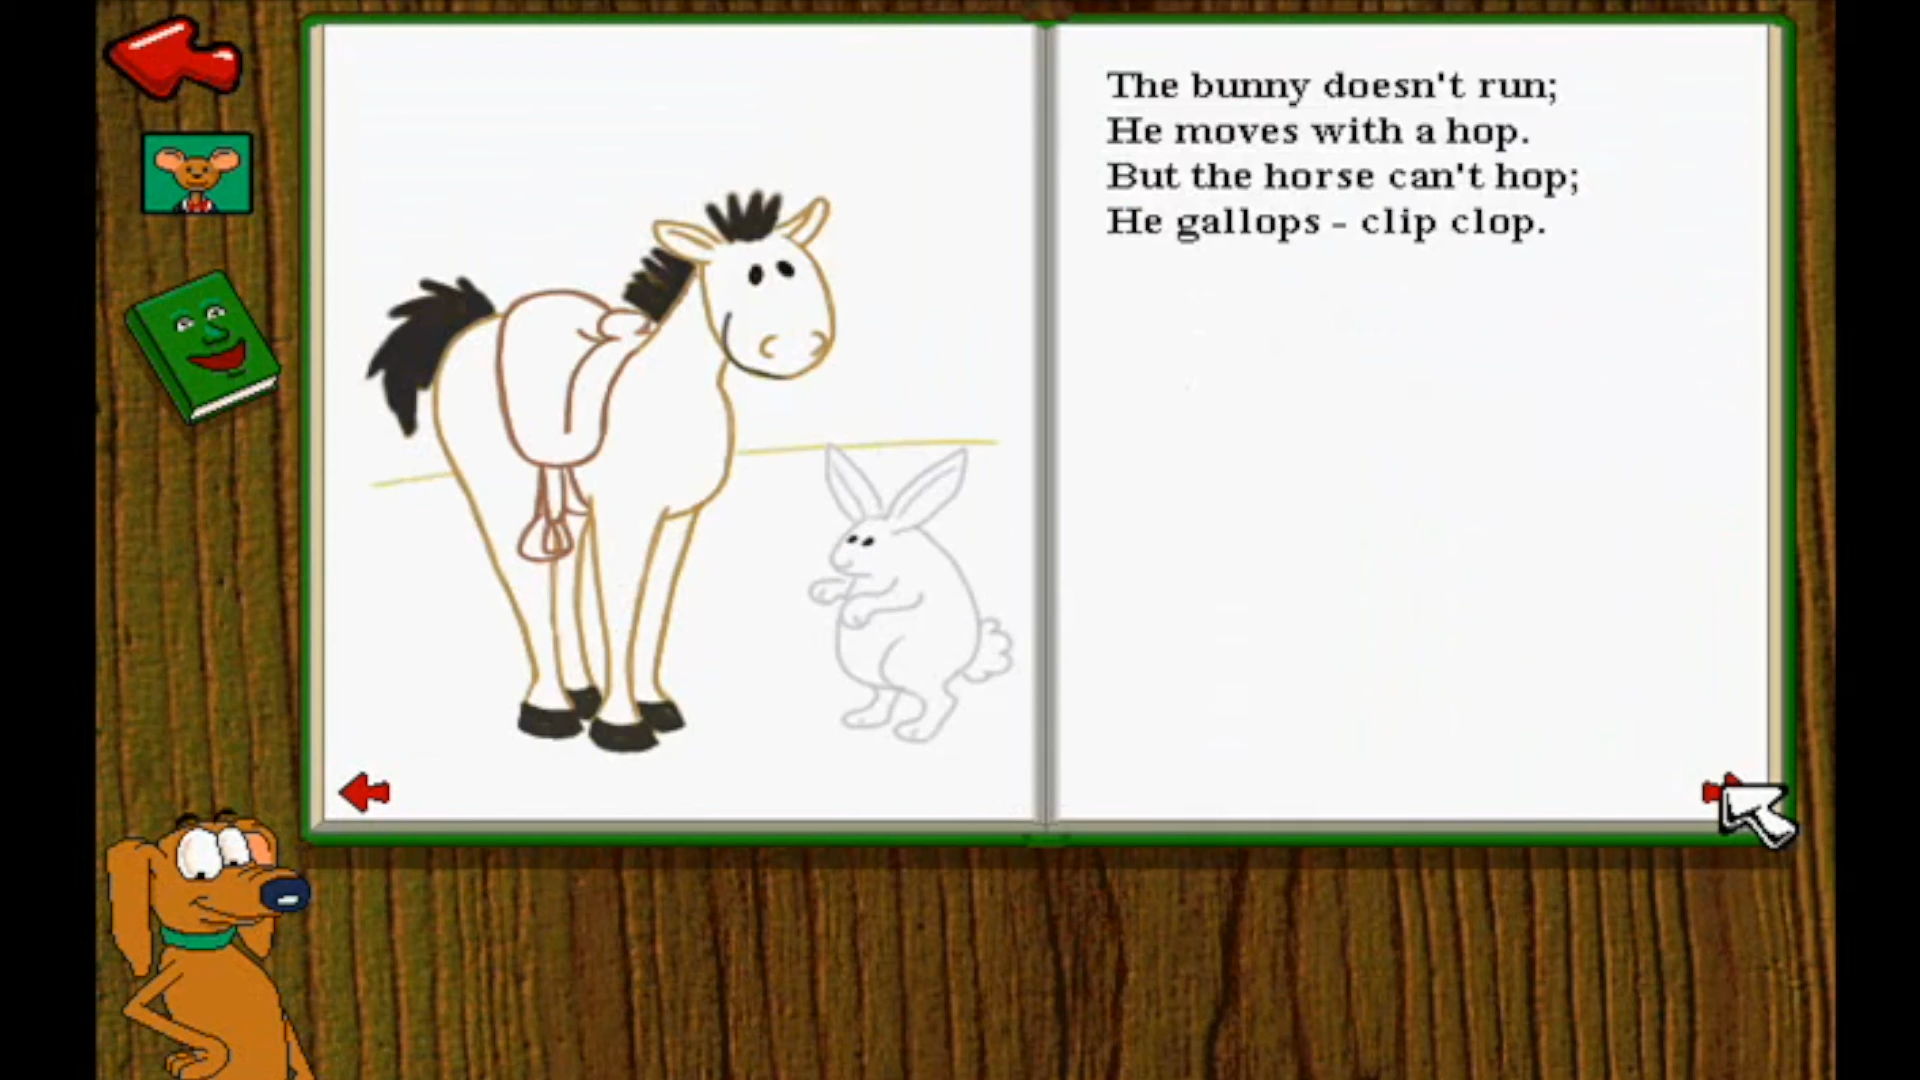 The bunny doesn't run;
He moves with a hop.
But the horse can't hop;
He gallops - clip clop.